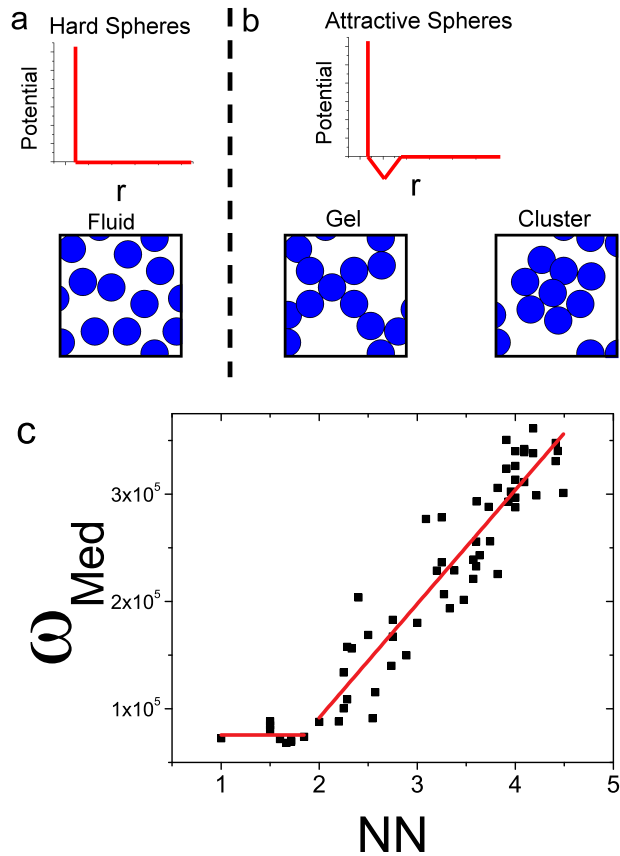 a
Hard Spheres
Potential
r
Fluid
b
Attractive Spheres
Potential
r
Gel
Cluster
c
3x10⁵
2x10⁵
1x10⁵
ωMed
1 2 3 4 5
NN